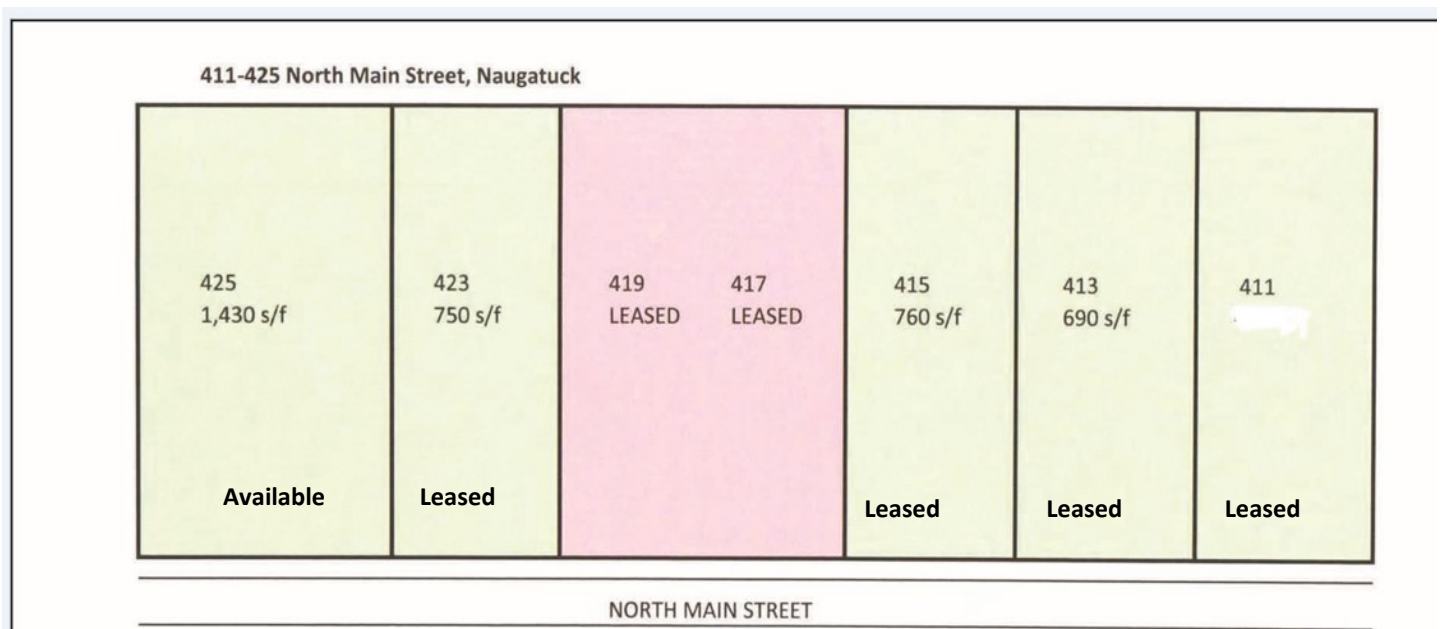 411-425 North Main Street, Naugatuck
425
1,430 s/f
Available
423
750 s/f
Leased
419 417
LEASED LEASED
415
760 s/f
Leased
413
690 s/f
Leased
411
Leased
NORTH MAIN STREET